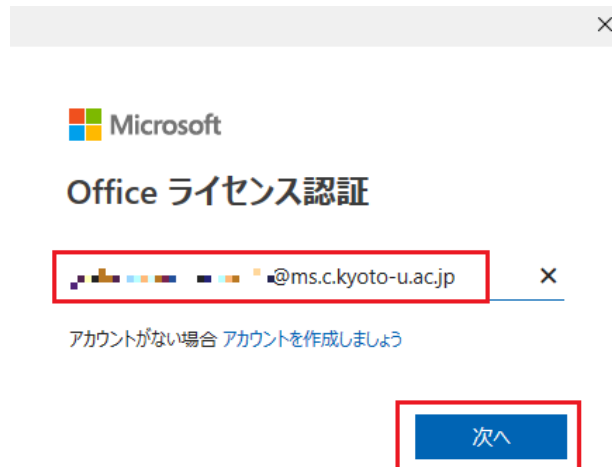 Microsoft
Office ライセンス認証
@ms.c.kyoto-u.ac.jp
アカウントがない場合 アカウントを作成しましょう
次へ